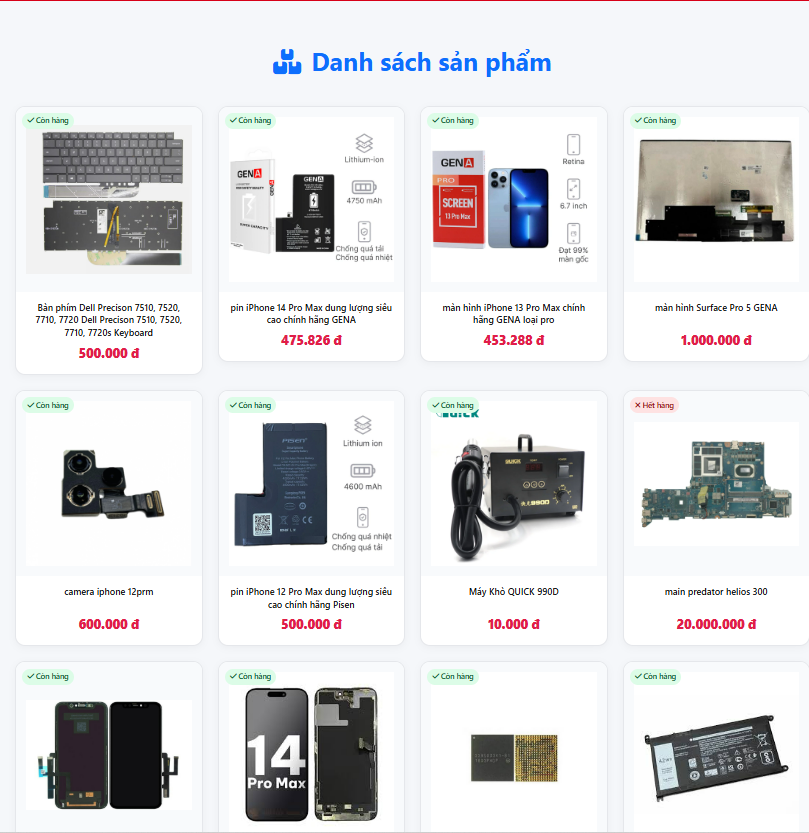 Danh sách sản phẩm
Còn hàng
Còn hàng
Còn hàng
Còn hàng
GENA
GENA
Lithium-ion
4750 mAh
Chống quá tải
Chống quá nhiệt
GENA
PRO
SCREEN
13 Pro Max
Retina
6.7 inch
Đạt 99%
màn gốc
Bàn phím Dell Precison 7510, 7520,
7710, 7720 Dell Precision 7510, 7520,
7710, 7720s Keyboard
500.000 đ
pin iPhone 14 Pro Max dung lượng siêu
cao chính hãng GENA
475.826 đ
màn hình iPhone 13 Pro Max chính
hãng GENA loại pro
453.288 đ
màn hình Surface Pro 5 GENA
1.000.000 đ
Còn hàng
Còn hàng
Còn hàng
Hết hàng
PISEN
Lithium ion
4600 mAh
Chống quá nhiệt
Chống quá tải
QUICK
990D
camera iphone 12prm
600.000 đ
pin iPhone 12 Pro Max dung lượng siêu
cao chính hãng Pisen
500.000 đ
Máy Khò QUICK 990D
10.000 đ
main predator helios 300
20.000.000 đ
Còn hàng
Còn hàng
Còn hàng
Còn hàng
14
Pro Max